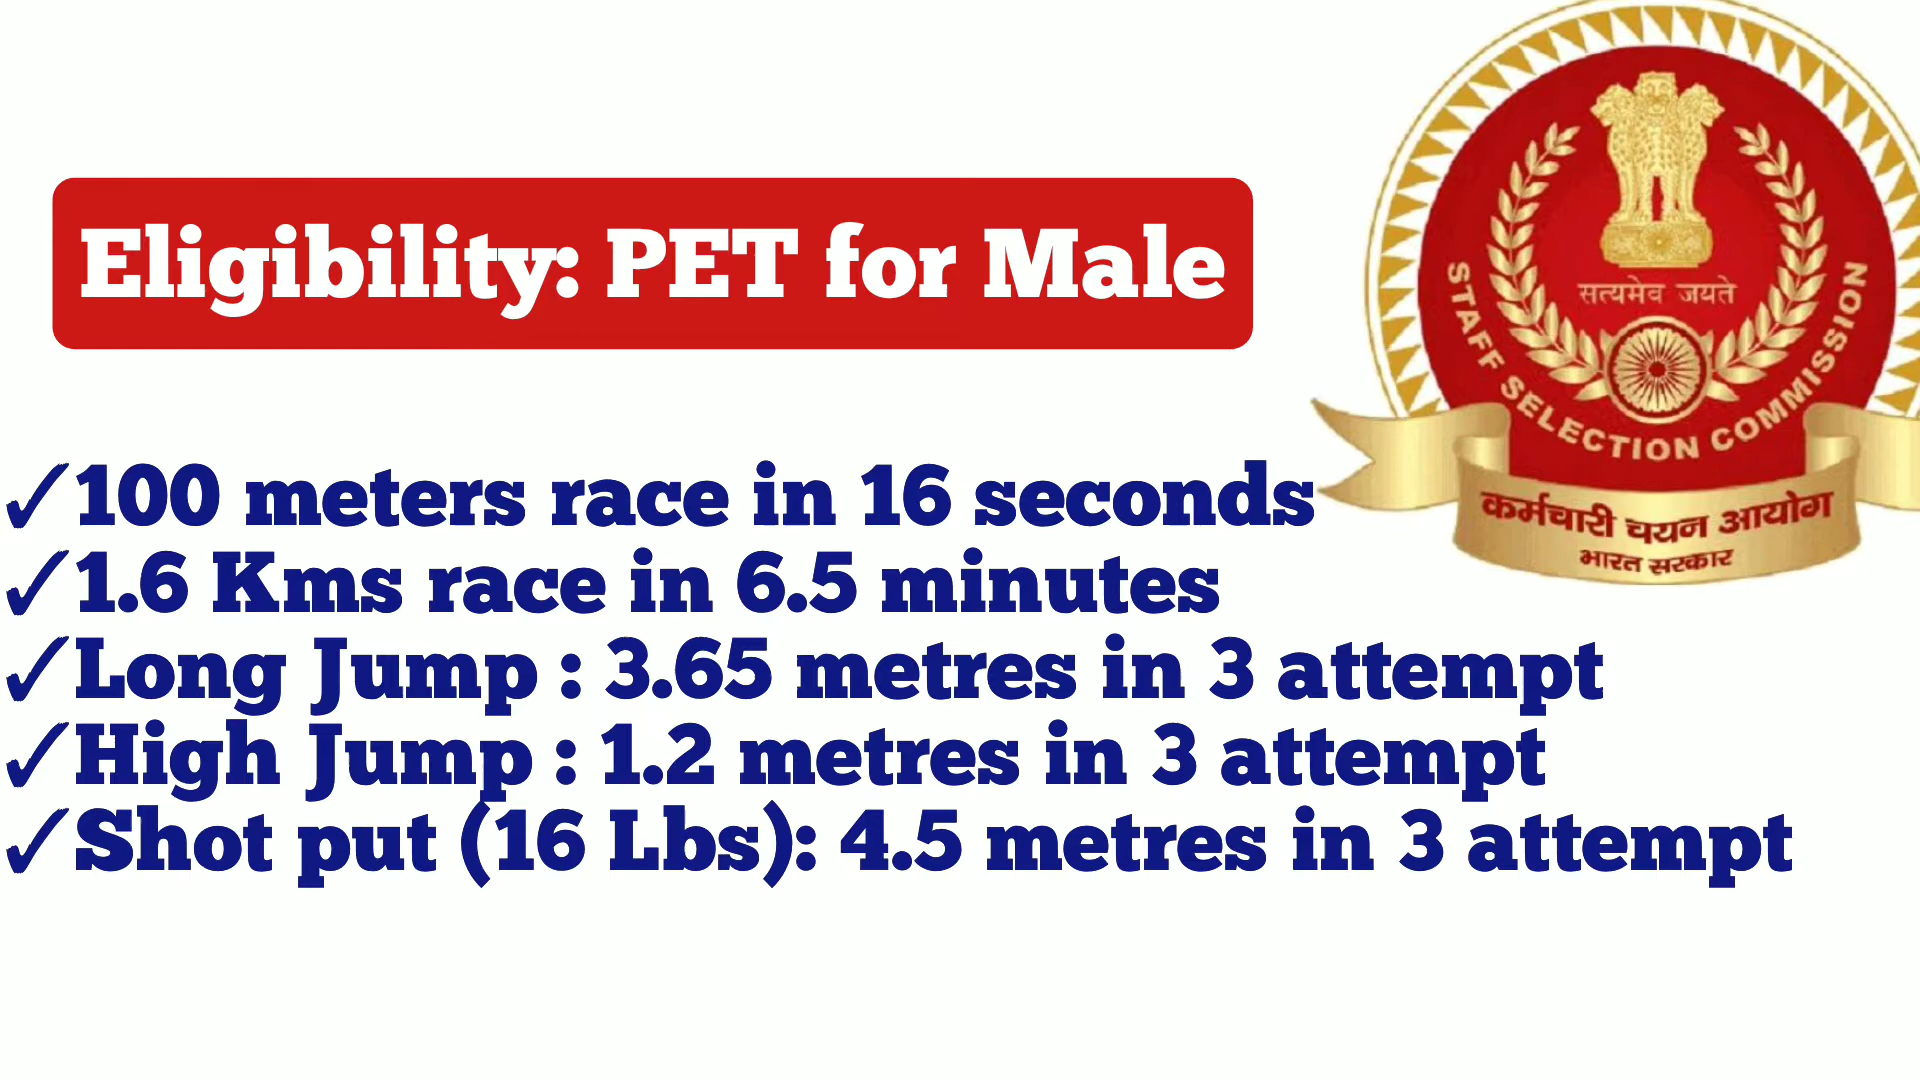 Eligibility: PET for Male
सत्यमेव जयते
STAFF SELECTION COMMISSION
कर्मचारी चयन आयोग
भारत सरकार
✓100 meters race in 16 seconds
✓1.6 Kms race in 6.5 minutes
✓Long Jump : 3.65 metres in 3 attempt
✓High Jump : 1.2 metres in 3 attempt
✓Shot put (16 Lbs): 4.5 metres in 3 attempt